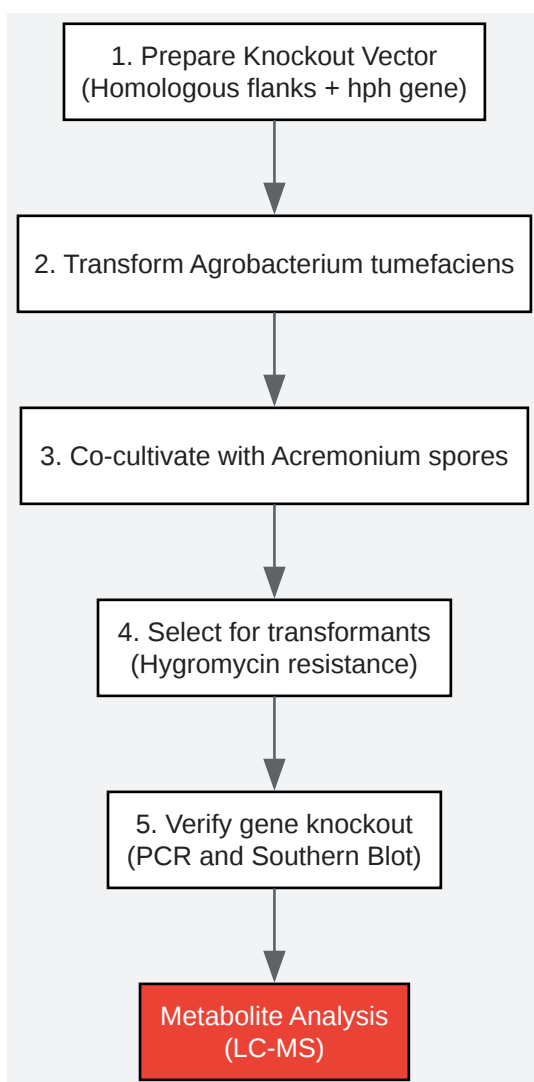 1. Prepare Knockout Vector
(Homologous flanks + hph gene)
2. Transform Agrobacterium tumefaciens
3. Co-cultivate with Acremonium spores
4. Select for transformants
(Hygromycin resistance)
5. Verify gene knockout
(PCR and Southern Blot)
Metabolite Analysis
(LC-MS)